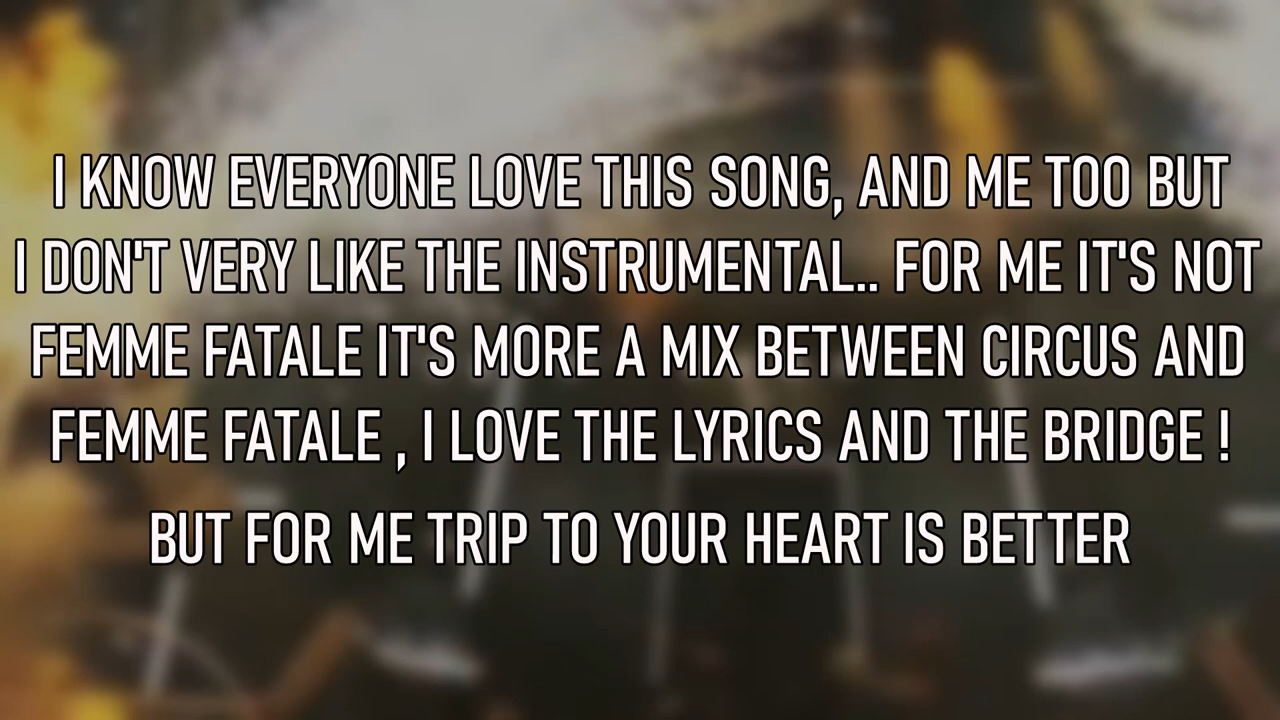 I KNOW EVERYONE LOVE THIS SONG, AND ME TOO BUT
I DON'T VERY LIKE THE INSTRUMENTAL.. FOR ME IT'S NOT
FEMME FATALE IT'S MORE A MIX BETWEEN CIRCUS AND
FEMME FATALE , I LOVE THE LYRICS AND THE BRIDGE !
BUT FOR ME TRIP TO YOUR HEART IS BETTER